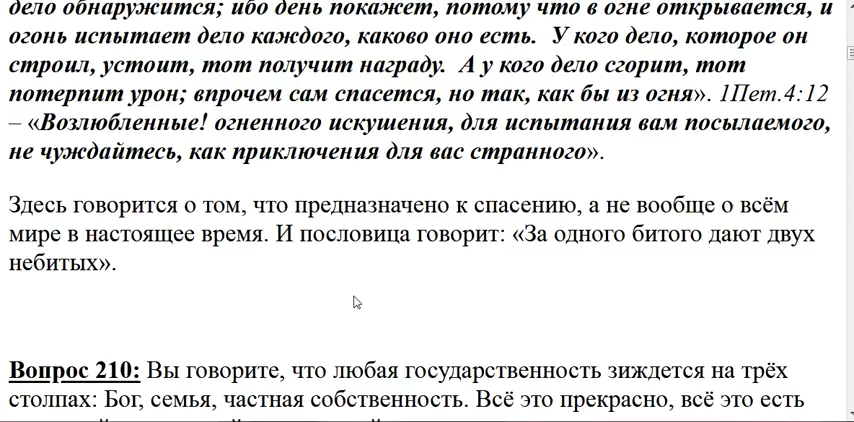 дело обнаружится; ибо день покажет, потому что в огне открывается, и
огонь испытает дело каждого, каково оно есть.  У кого дело, которое он
строил, устоит, тот получит награду.  А у кого дело сгорит, тот
потерпит урон; впрочем сам спасется, но так, как бы из огня». 1Пет.4:12
– «Возлюбленные! огненного искушения, для испытания вам посылаемого,
не чуждайтесь, как приключения для вас странного».
Здесь говорится о том, что предназначено к спасению, а не вообще о всём
мире в настоящее время. И пословица говорит: «За одного битого дают двух
небитых».
Вопрос 210: Вы говорите, что любая государственность зиждется на трёх
столпах: Бог, семья, частная собственность. Всё это прекрасно, всё это есть